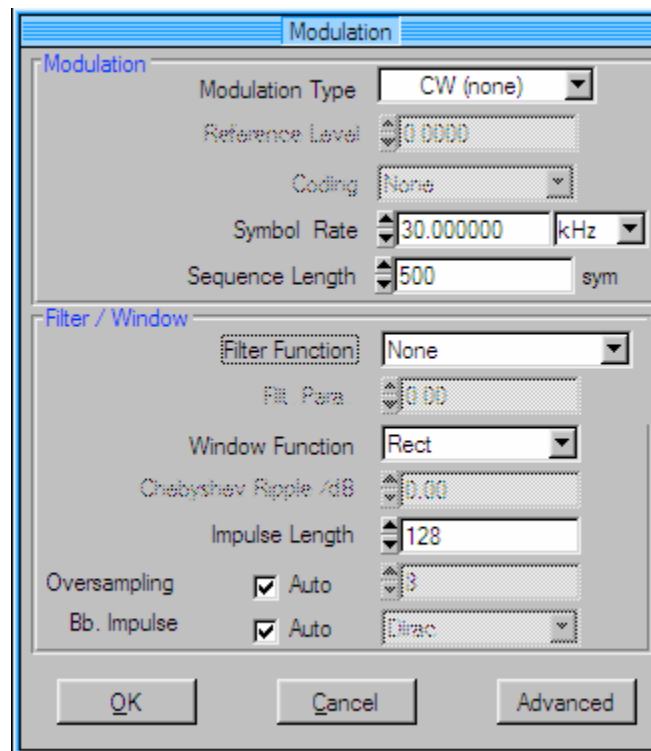 Modulation
Modulation
Modulation Type CW (none)
Reference Level 0.0000
Coding None
Symbol Rate 30.000000 kHz
Sequence Length 500 sym
Filter / Window
Filter Function None
Filt. Para. 0.00
Window Function Rect
Chebyshev Ripple /dB 0.00
Impulse Length 128
Oversampling Auto 8
Bb. Impulse Auto Dirac
OK Cancel Advanced